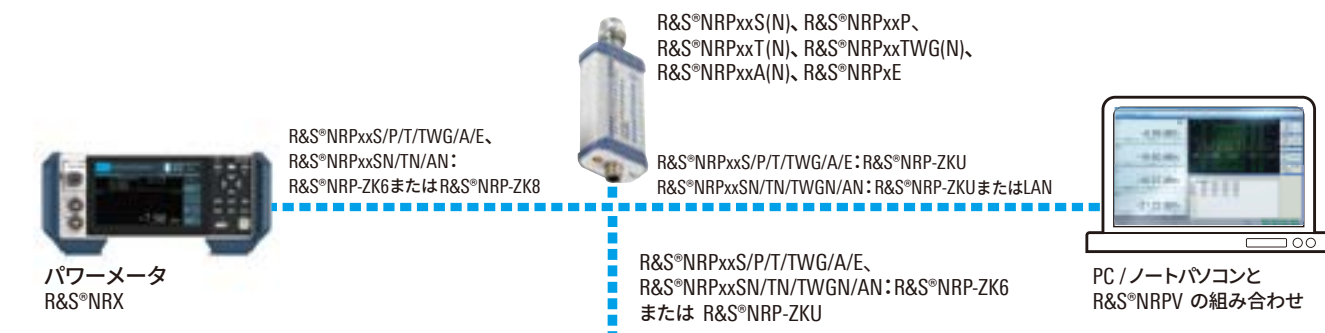 R&S®NRPxxS(N)、R&S®NRPxxP、
R&S®NRPxxT(N)、R&S®NRPxxTWG(N)、
R&S®NRPxxA(N)、R&S®NRPxE
R&S®NRPxxS/P/T/TWG/A/E、
R&S®NRPxxSN/TN/AN：
R&S®NRP-ZK6またはR&S®NRP-ZK8
R&S®NRPxxS/P/T/TWG/A/E：R&S®NRP-ZKU
R&S®NRPxxSN/TN/TWGN/AN：R&S®NRP-ZKUまたはLAN
パワーメータ
R&S®NRX
R&S®NRPxxS/P/T/TWG/A/E、
R&S®NRPxxSN/TN/TWGN/AN：R&S®NRP-ZK6
または R&S®NRP-ZKU
PC /ノートパソコンと
R&S®NRPV の組み合わせ